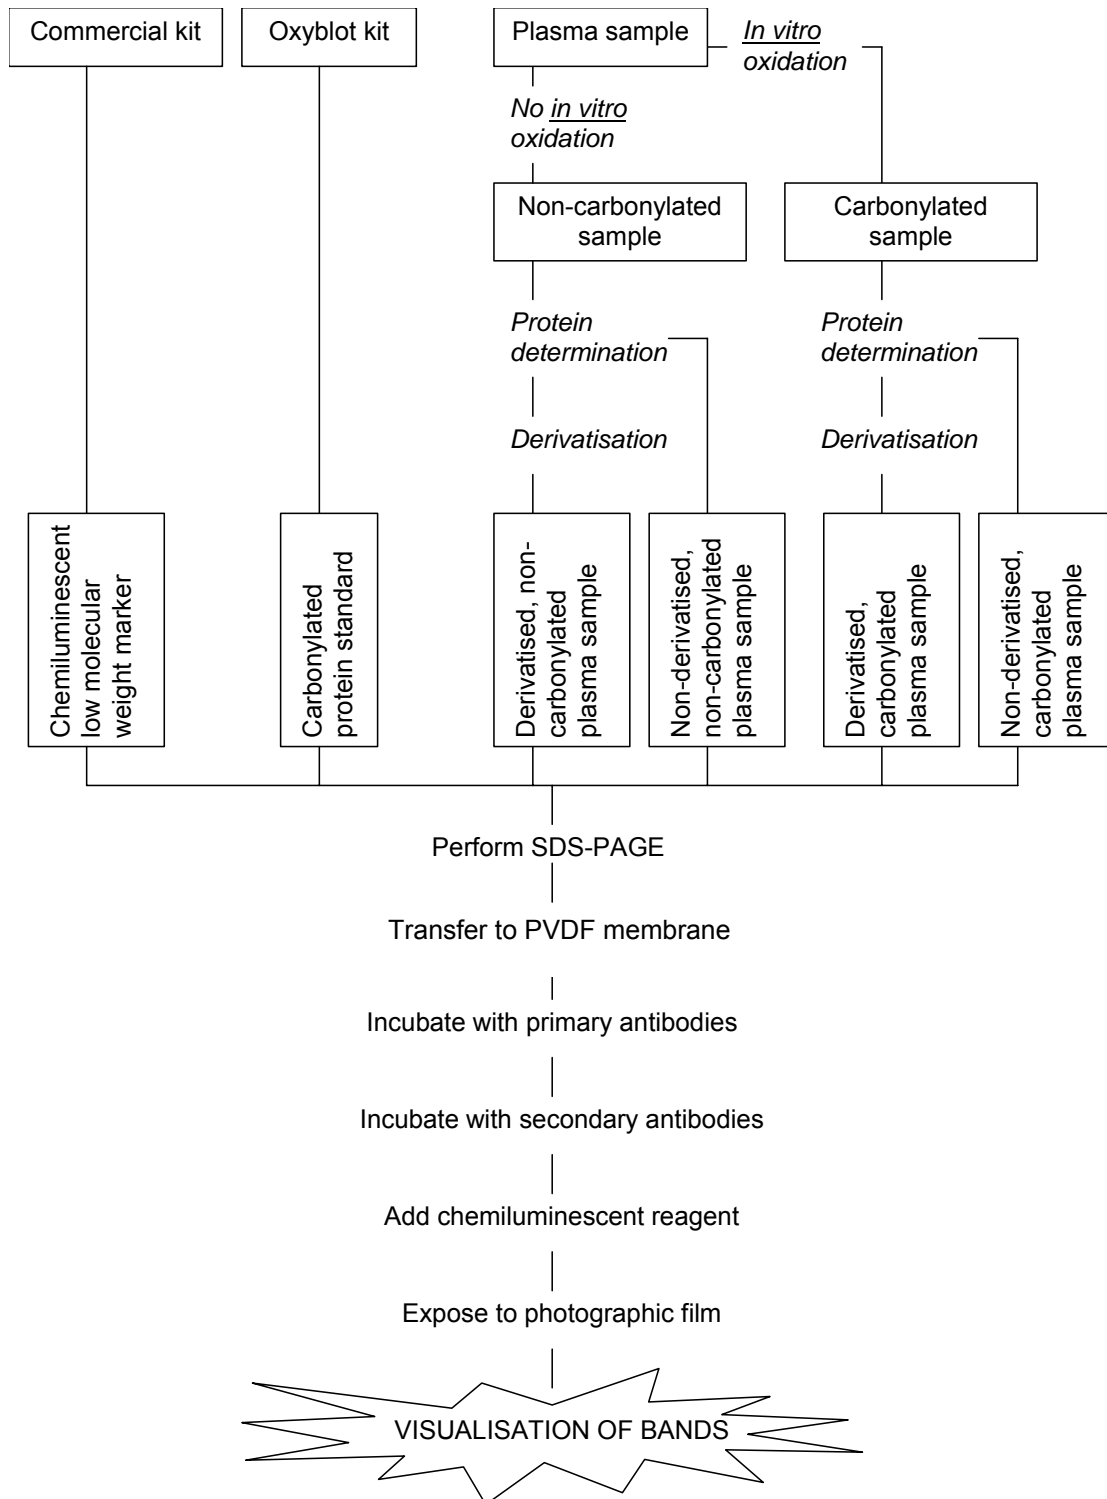 Commercial kit
Oxyblot kit
Plasma sample
In vitro
oxidation
No in vitro
oxidation
Non-carbonylated
sample
Carbonylated
sample
Protein
determination
Protein
determination
Derivatisation
Derivatisation
Chemiluminescent
low molecular
weight marker
Carbonylated
protein standard
Derivatised, non-
carbonylated
plasma sample
Non-derivatised,
non-carbonylated
plasma sample
Derivatised,
carbonylated
plasma sample
Non-derivatised,
carbonylated
plasma sample
Perform SDS-PAGE
Transfer to PVDF membrane
Incubate with primary antibodies
Incubate with secondary antibodies
Add chemiluminescent reagent
Expose to photographic film
VISUALISATION OF BANDS